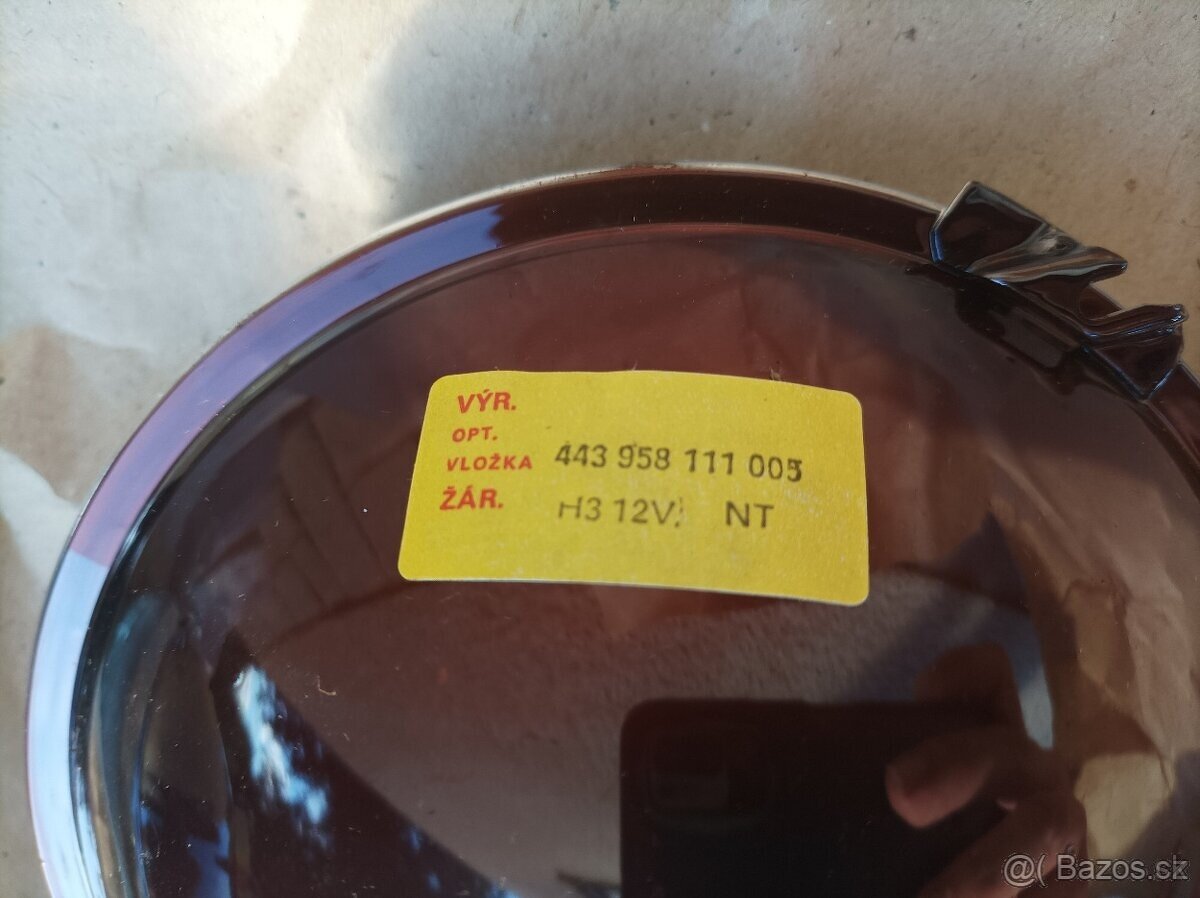 VÝR.
OPT.
VLOŽKA 443 958 111 005
ŽÁR. H3 12V, NT
@( Bazos.sk